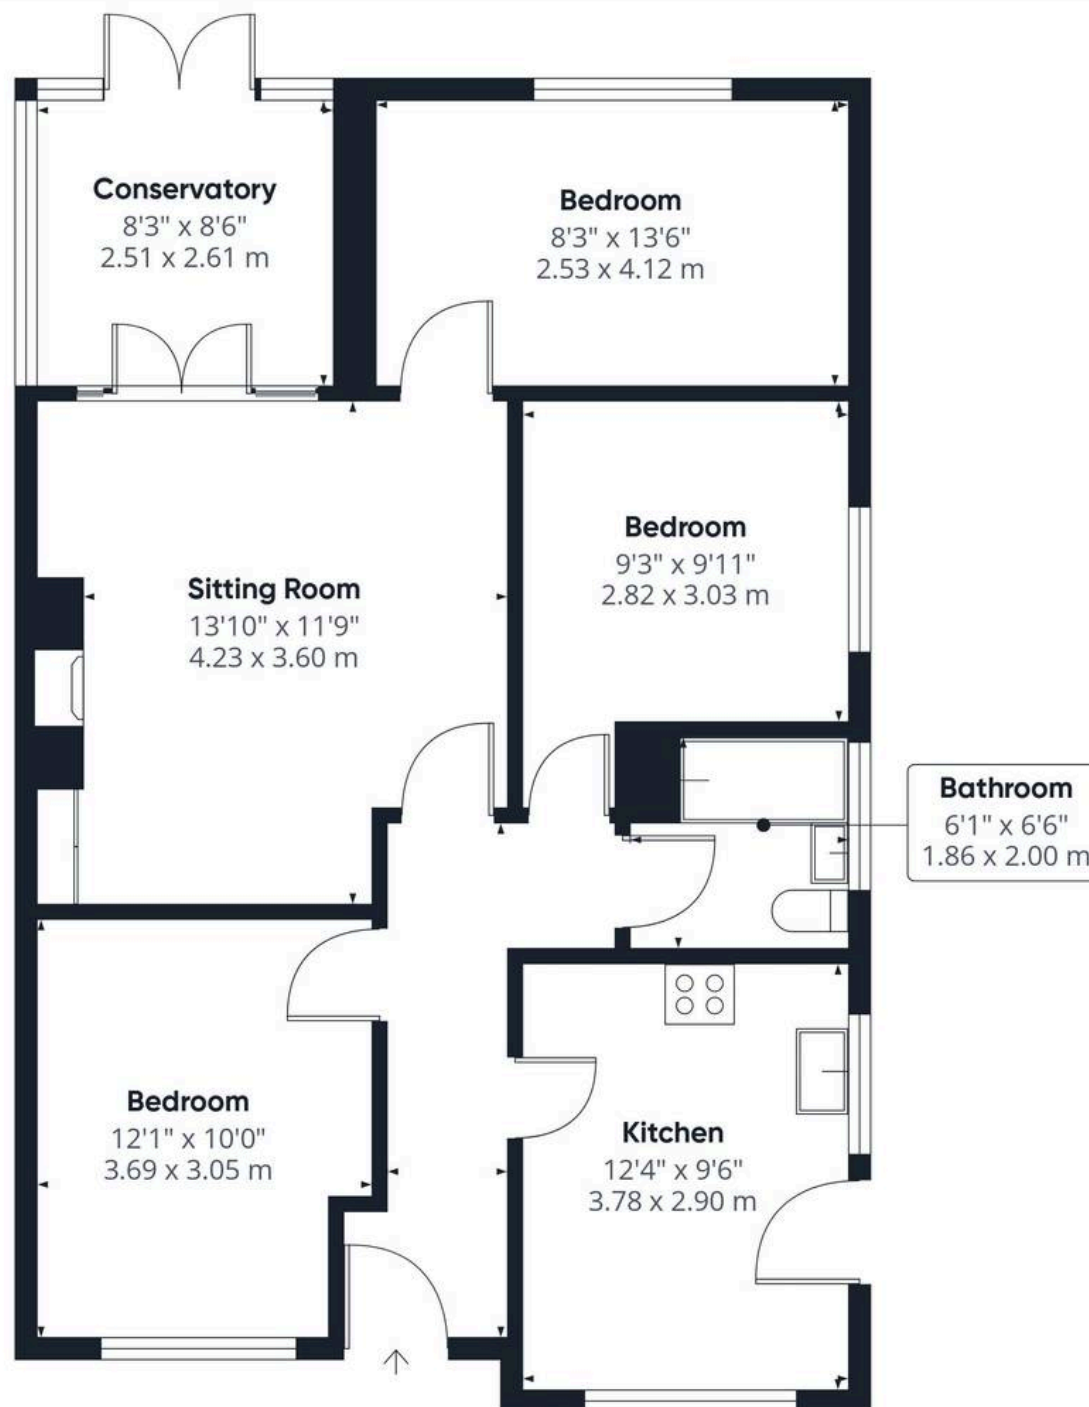 Conservatory
8'3" x 8'6"
2.51 x 2.61 m
Bedroom
8'3" x 13'6"
2.53 x 4.12 m
Bedroom
9'3" x 9'11"
2.82 x 3.03 m
Sitting Room
13'10" x 11'9"
4.23 x 3.60 m
Bathroom
6'1" x 6'6"
1.86 x 2.00 m
Bedroom
12'1" x 10'0"
3.69 x 3.05 m
Kitchen
12'4" x 9'6"
3.78 x 2.90 m